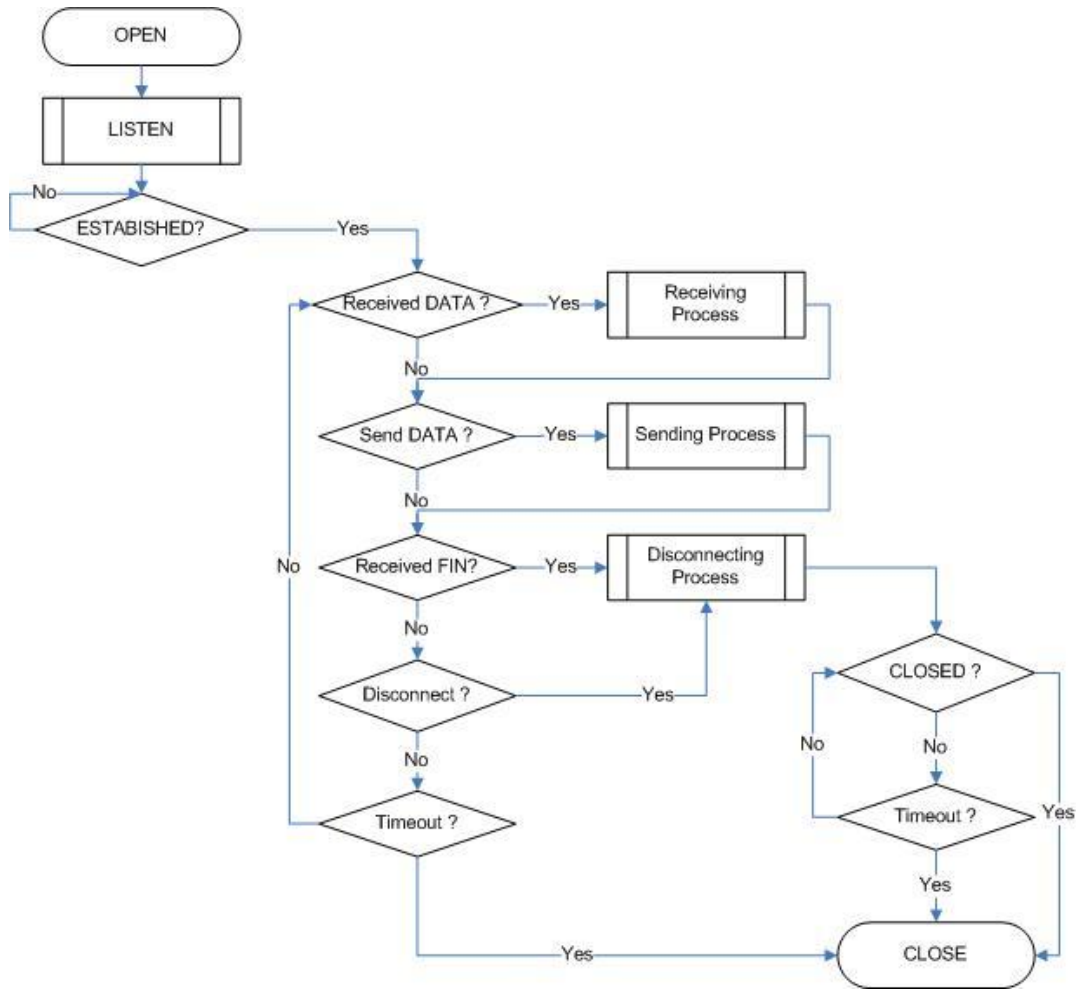 OPEN
LISTEN
No
ESTABISHED?
Yes
Received DATA ?
Yes
Receiving
Process
No
Send DATA ?
Yes
Sending Process
No
Received FIN?
Yes
Disconnecting
Process
No
No
Disconnect ?
Yes
CLOSED ?
No
No
No
Timeout ?
Timeout ?
Yes
Yes
Yes
CLOSE